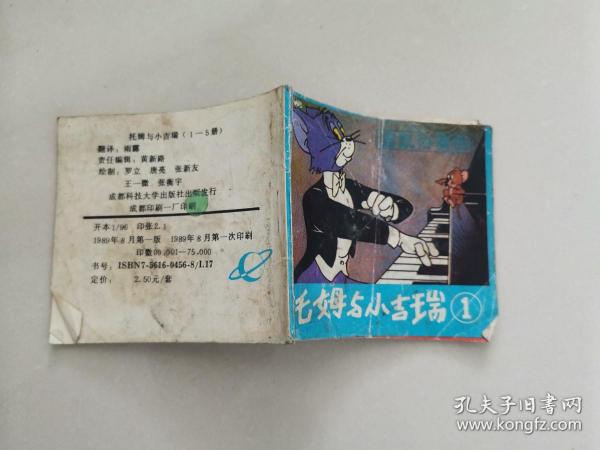 托姆与小吉瑞(1—5册)
翻译:雨露
责任编辑:黄新路
绘制:罗立 唐亮 张新友
王一微 张衡宇
成都科技大学出版社出版发行
成都印刷一厂印刷
开本1/96 印张2.1
1989年8月第一版 1989年8月第一次印刷
印数00,001—75,000
书号:ISBN7-5616-0456-8/I.17
定价: 2.50元/套
托姆与小吉瑞①
孔夫子旧书网
www.kongfz.com